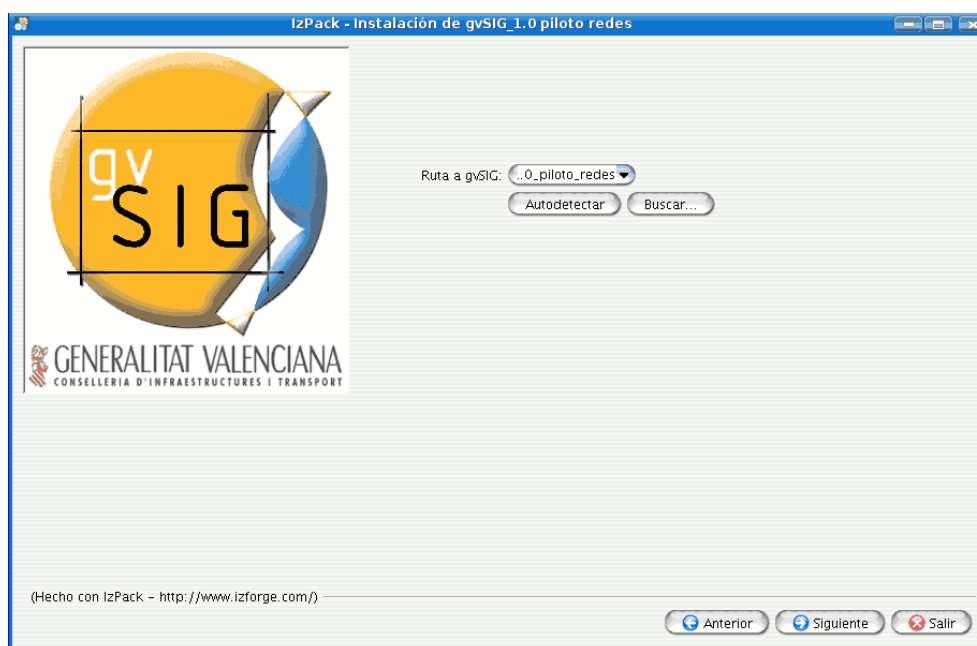 IzPack - Instalación de gvSIG_1.0 piloto redes
gv
SIG
GENERALITAT VALENCIANA
CONSELLERIA D'INFRAESTRUCTURES I TRANSPORT
Ruta a gvSIG: ..0_piloto_redes
Autodetectar Buscar...
(Hecho con IzPack - http://www.izforge.com/)
Anterior Siguiente Salir